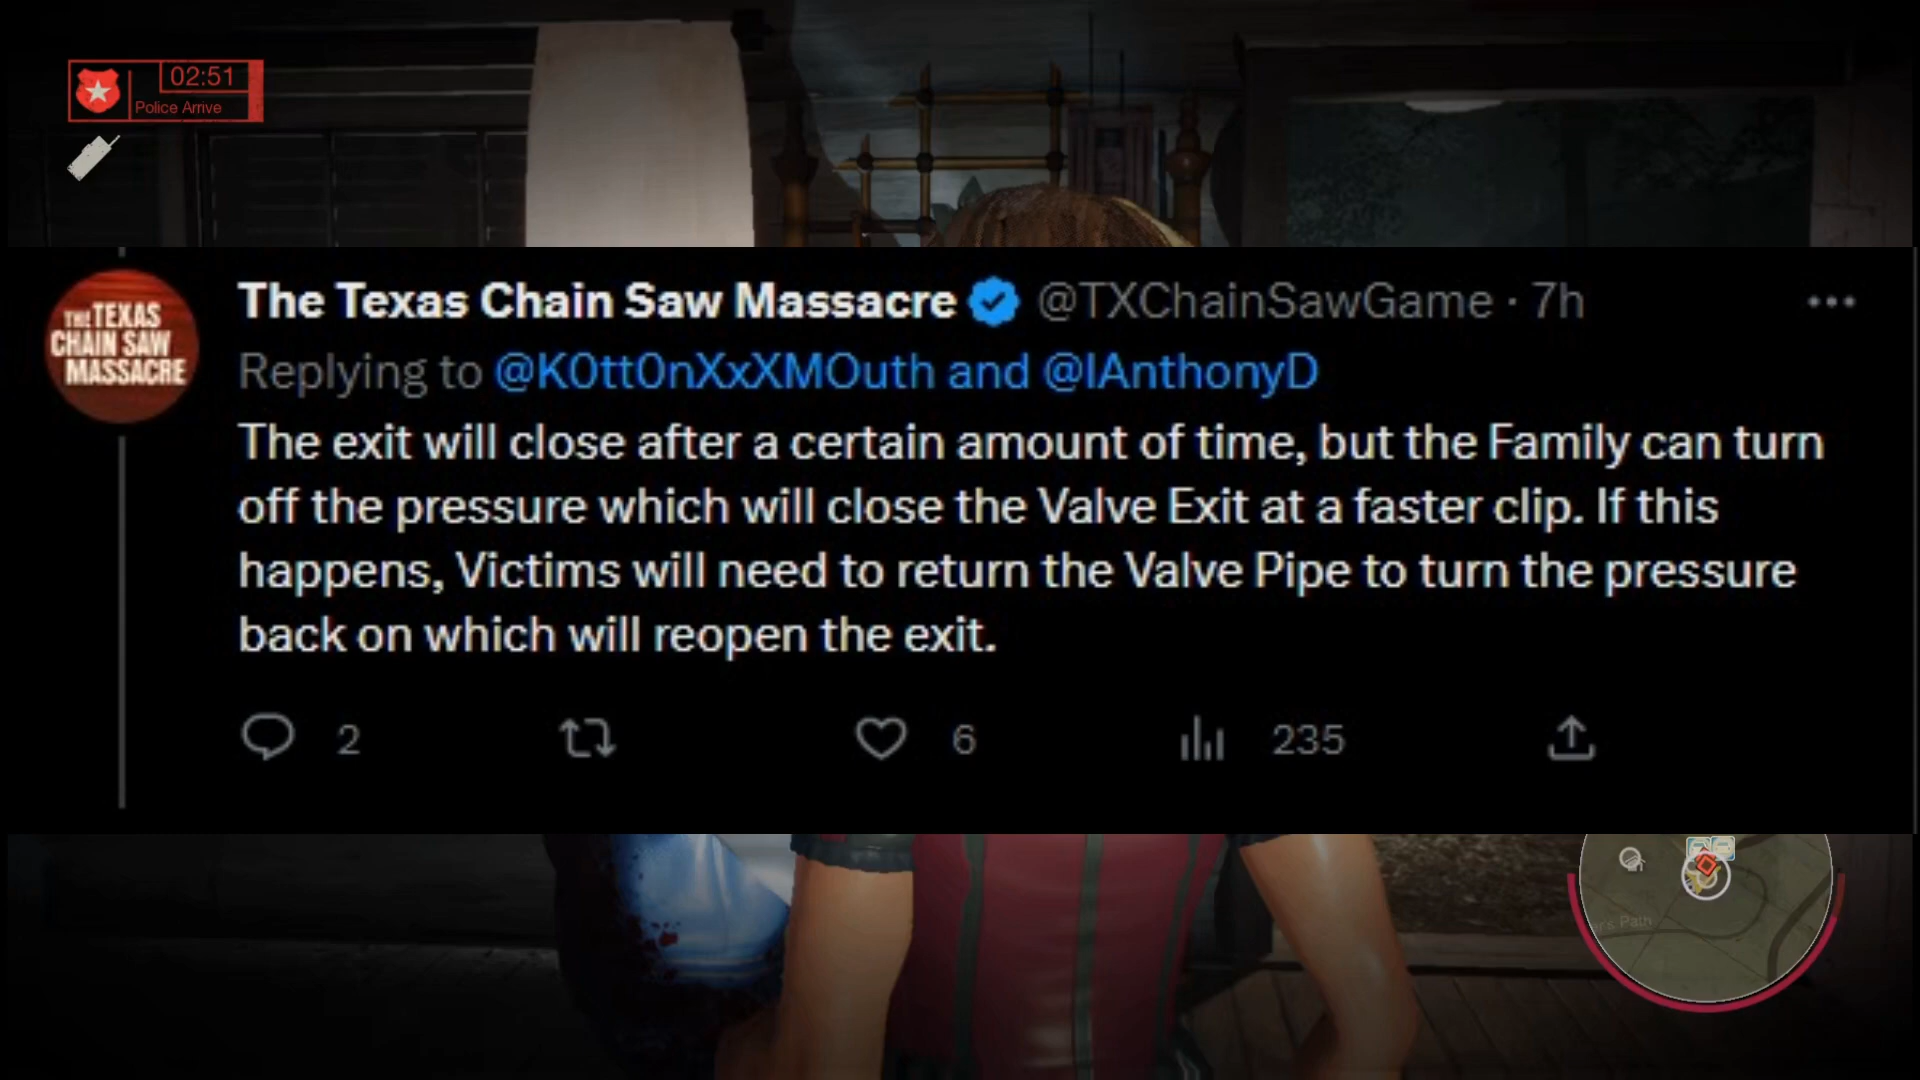 02:51
Police Arrive
THE TEXAS
CHAIN SAW
MASSACRE
The Texas Chain Saw Massacre @TXChainSawGame · 7h
Replying to @K0tt0nXxXMOuth and @IAnthonyD
The exit will close after a certain amount of time, but the Family can turn
off the pressure which will close the Valve Exit at a faster clip. If this
happens, Victims will need to return the Valve Pipe to turn the pressure
back on which will reopen the exit.
2 6 235
Path